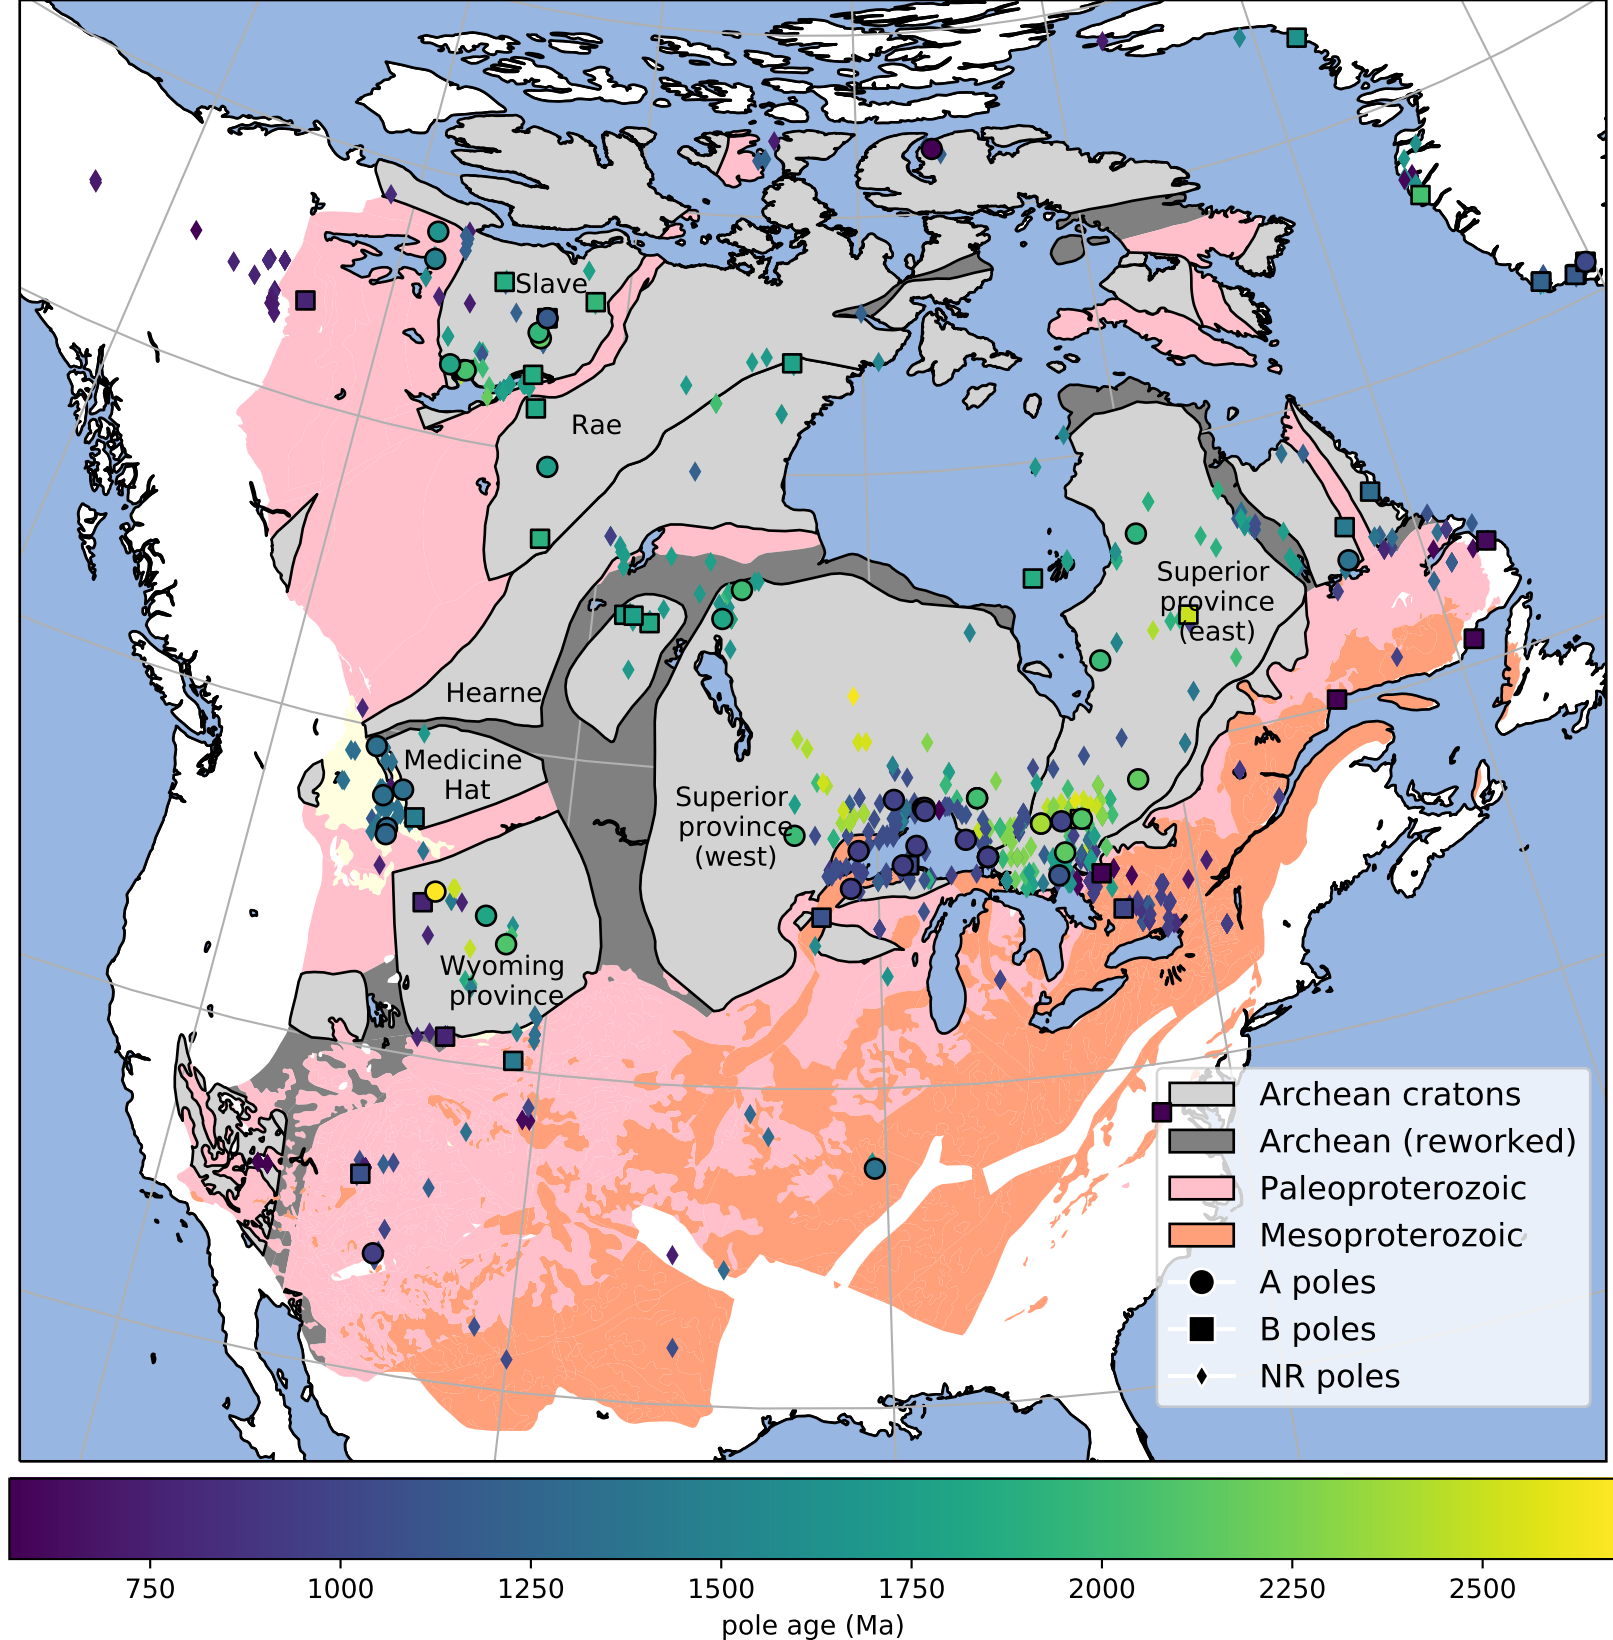 Slave
Rae
Superior
province
(east)
Hearne
Medicine
Hat
Superior
province
(west)
Wyoming
province
Archean cratons
Archean (reworked)
Paleoproterozoic
Mesoproterozoic
A poles
B poles
NR poles
750 1000 1250 1500 1750 2000 2250 2500
pole age (Ma)